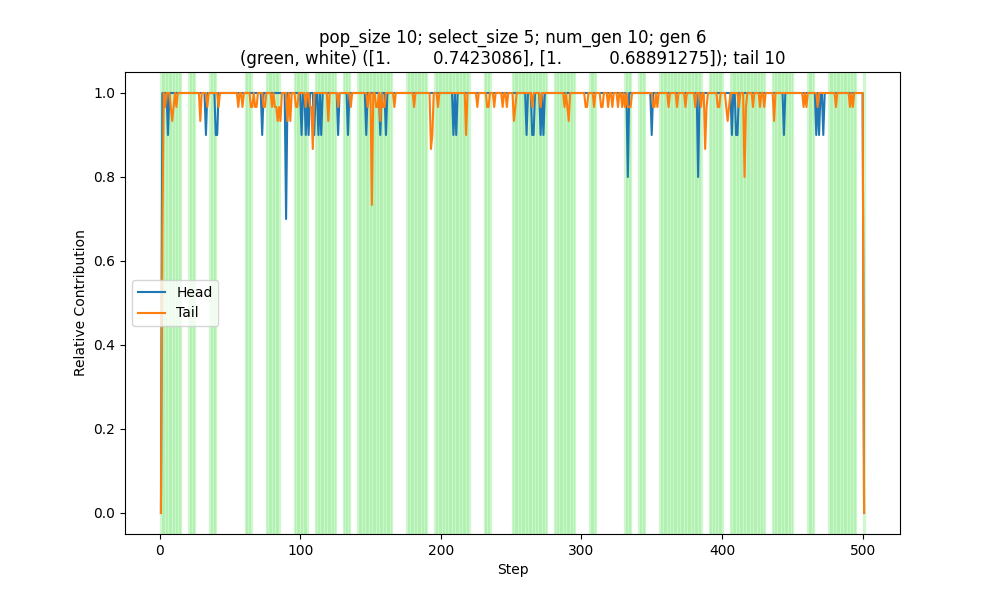 pop_size 10; select_size 5; num_gen 10; gen 6
(green, white) ([1. 0.7423086], [1. 0.68891275]); tail 10
1.0
0.8
0.6
0.4
0.2
0.0
Relative Contribution
Head
Tail
0 100 200 300 400 500
Step